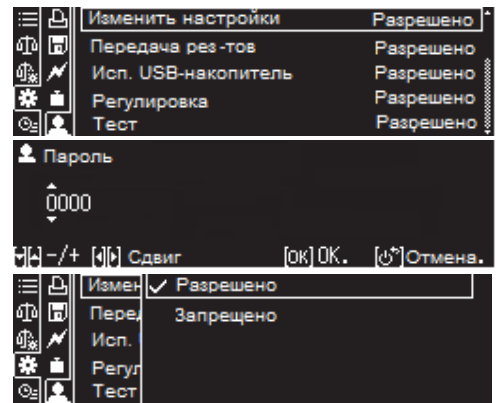 Изменить настройки Разрешено
Передача рез-тов Разрешено
Исп. USB-накопитель Разрешено
Регулировка Разрешено
Тест Разрешено
Пароль
0000
-/+ Сдвиг [OK] OK. Отмена.
Измен ✓ Разрешено
Перед Запрещено
Исп.
Регул
Тест